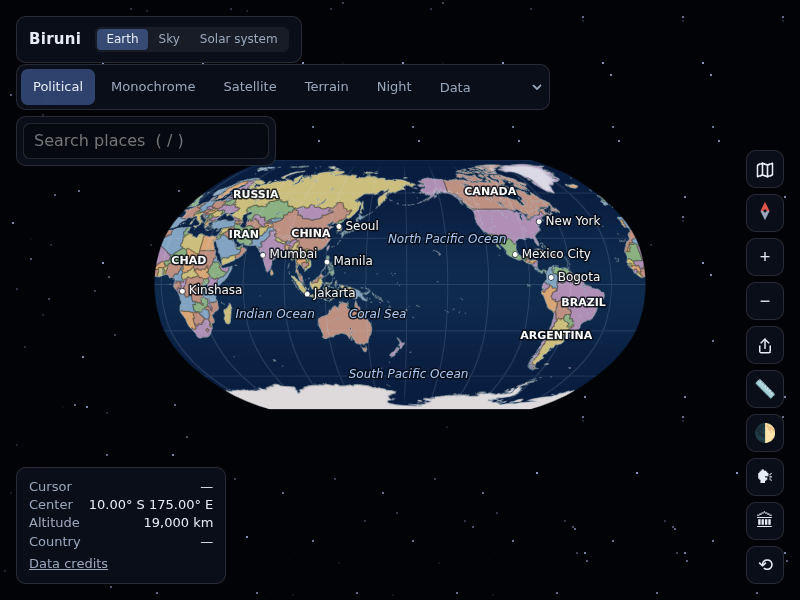 Biruni Earth Sky Solar system
Political Monochrome Satellite Terrain Night Data
Search places ( / )
RUSSIA
CANADA
Seoul
New York
IRAN
CHINA
North Pacific Ocean
CHAD
Mumbai
Manila
Mexico City
Kinshasa
Jakarta
Bogota
BRAZIL
Indian Ocean
Coral Sea
ARGENTINA
South Pacific Ocean
Cursor —
Center 10.00° S 175.00° E
Altitude 19,000 km
Country —
Data credits